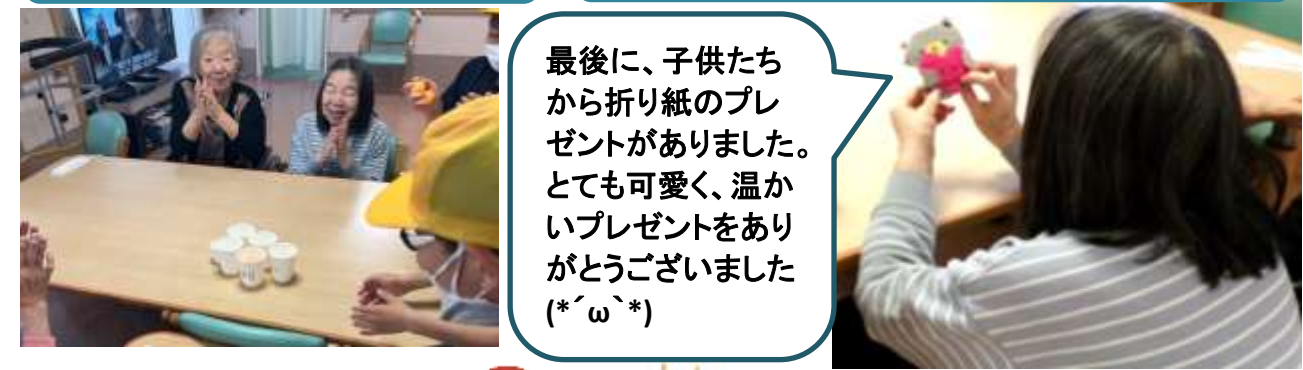 最後に、子供たち
から折り紙のプレ
ゼントがありました。
とても可愛く、温か
いプレゼントをあり
がとうございました
(*´ω`*)